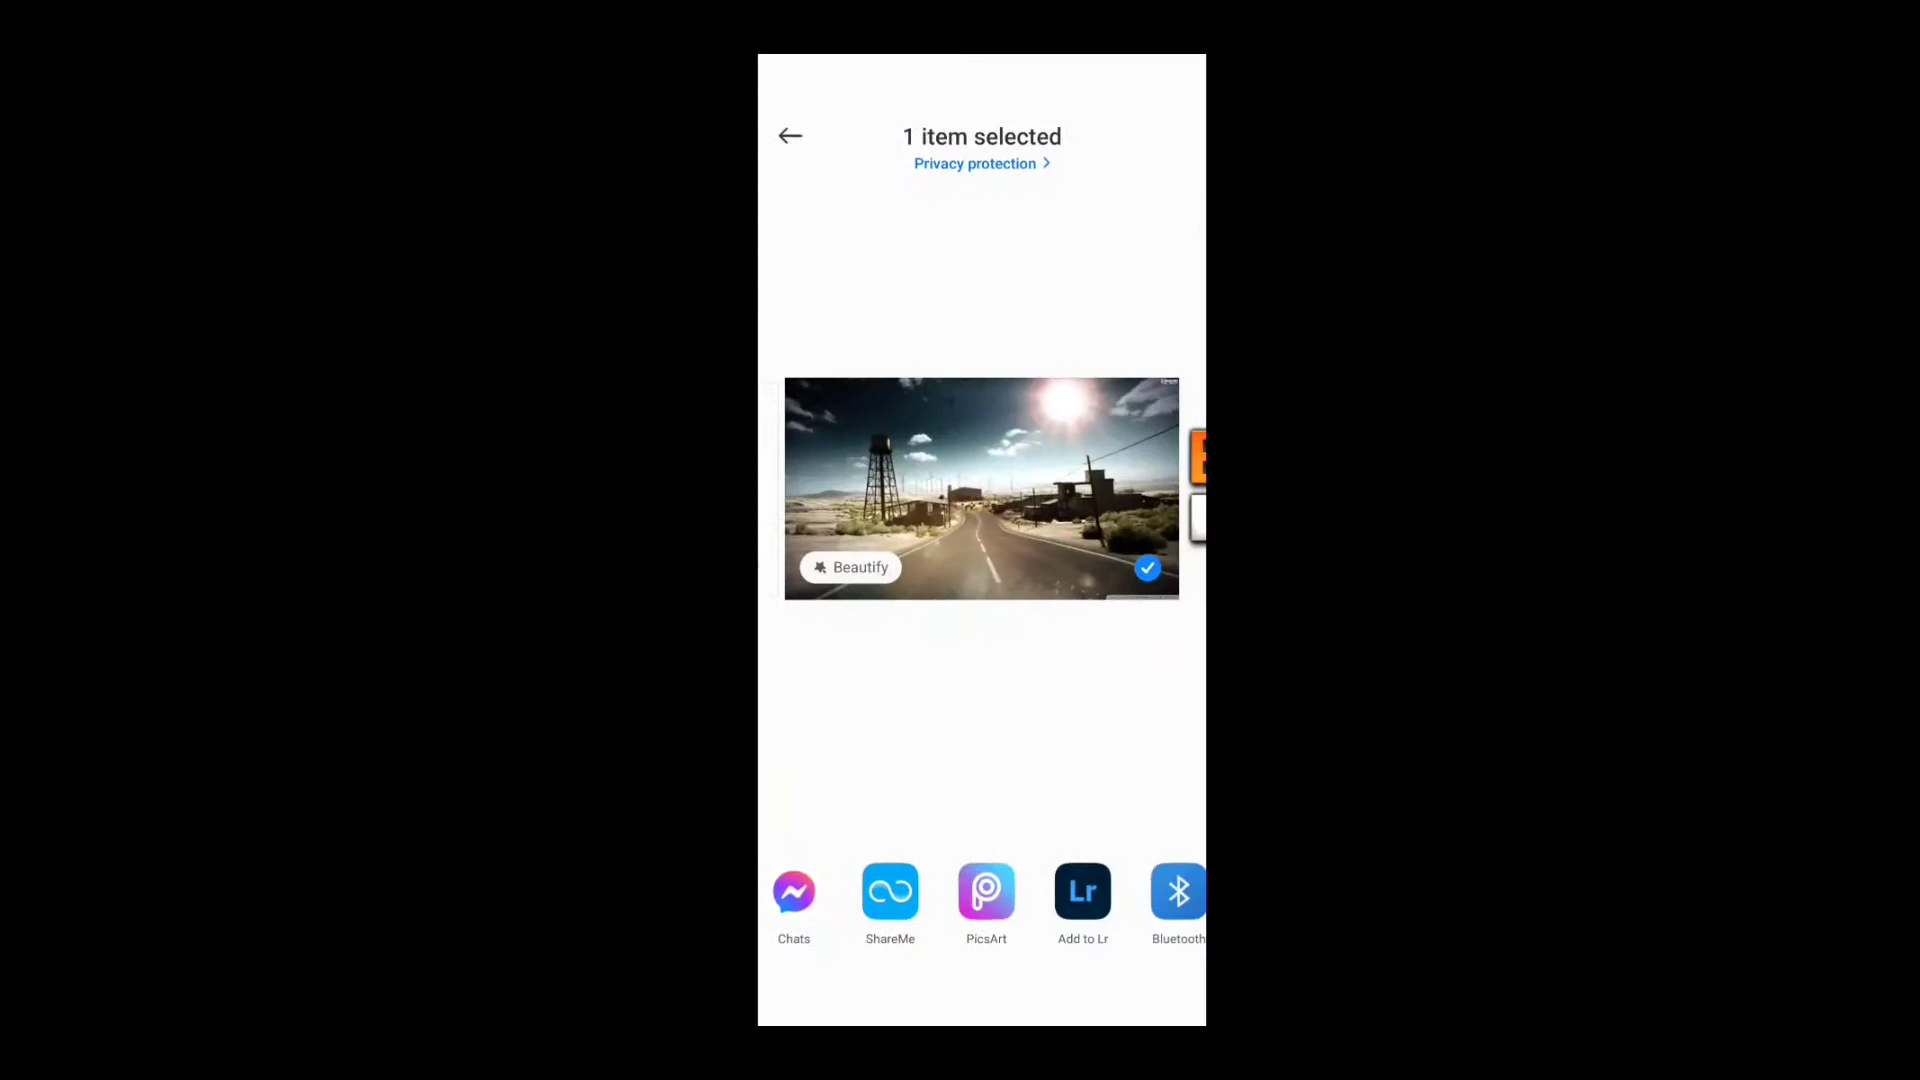 1 item selected
Privacy protection
Beautify
Lr
Chats
ShareMe
PicsArt
Add to Lr
Bluetooth